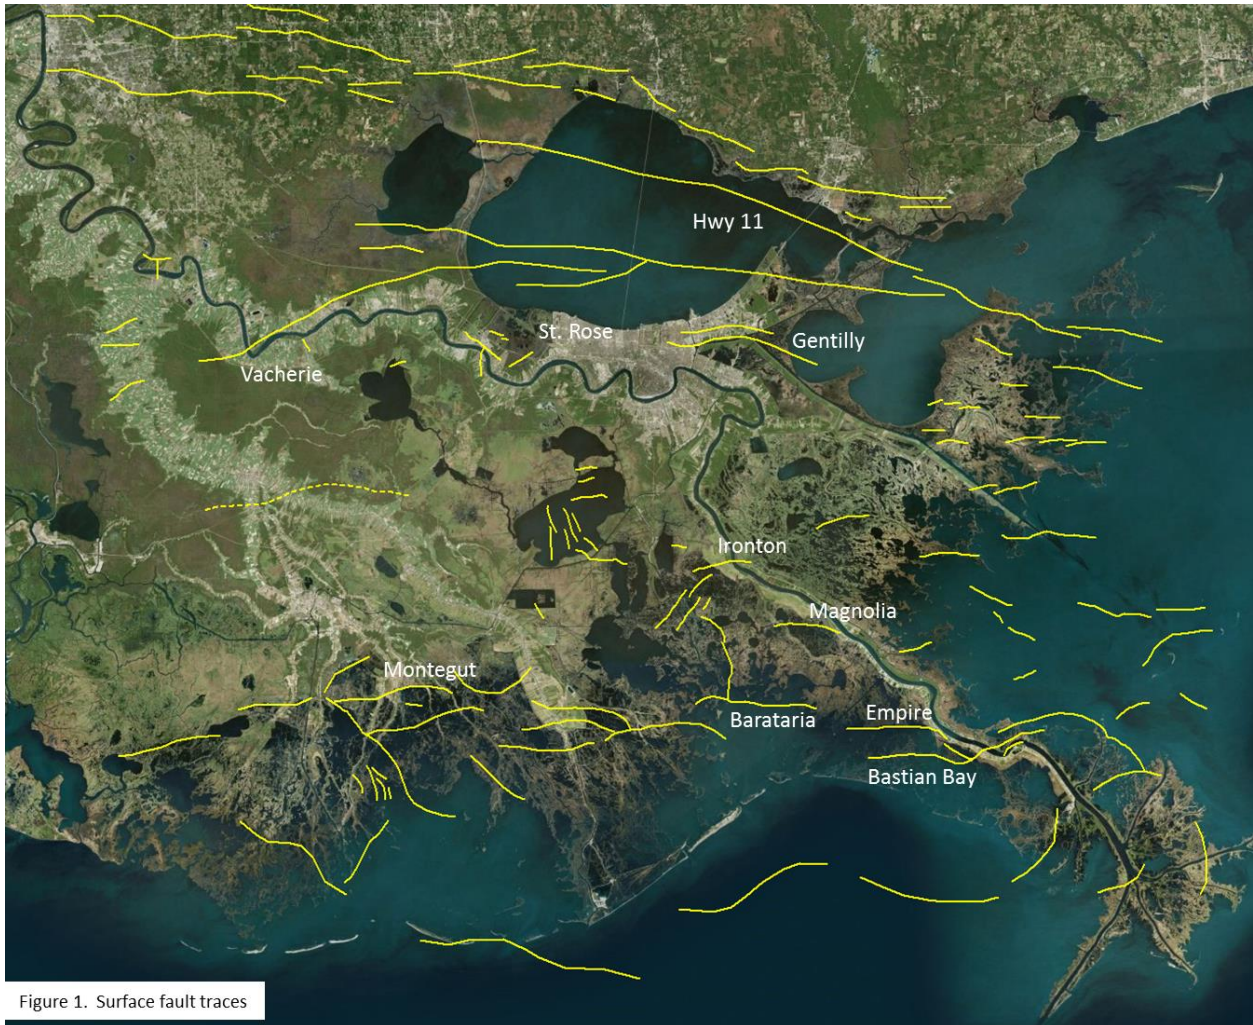 Hwy 11
St. Rose
Gentilly
Vacherie
Ironton
Magnolia
Montegut
Empire
Barataria
Bastian Bay
Figure 1.  Surface fault traces